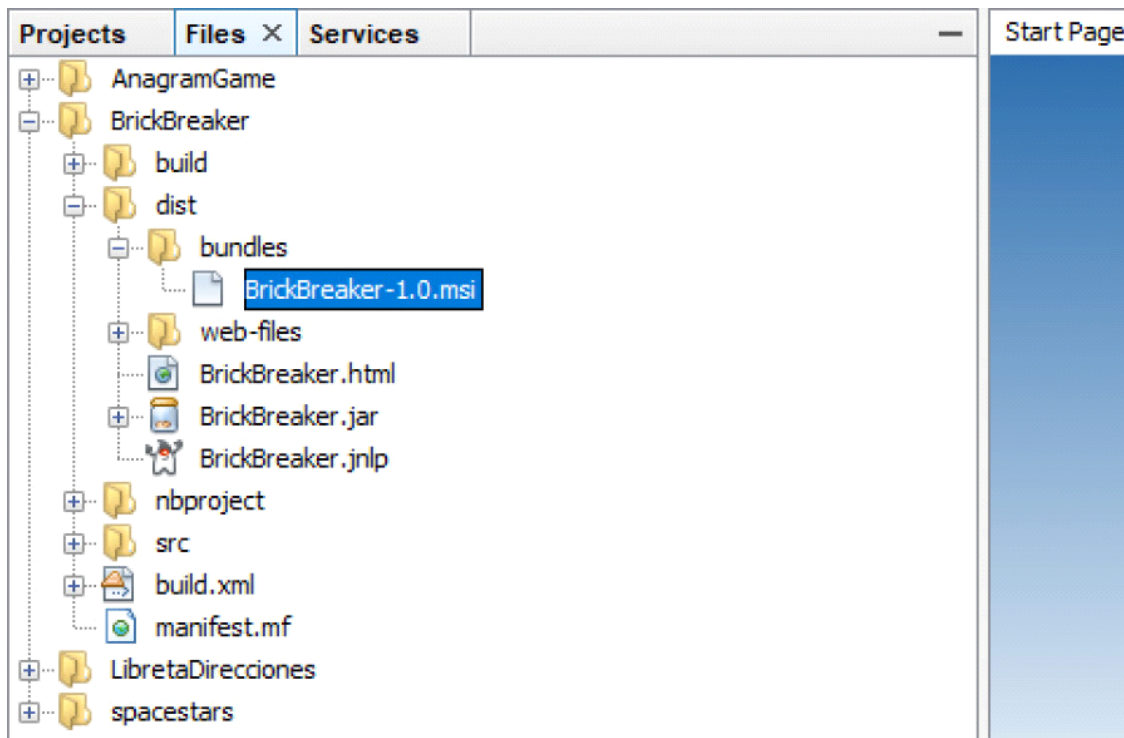 Projects Files Services Start Page
AnagramGame
BrickBreaker
build
dist
bundles
BrickBreaker-1.0.msi
web-files
BrickBreaker.html
BrickBreaker.jar
BrickBreaker.jnlp
nbproject
src
build.xml
manifest.mf
LibretaDirecciones
spacestars